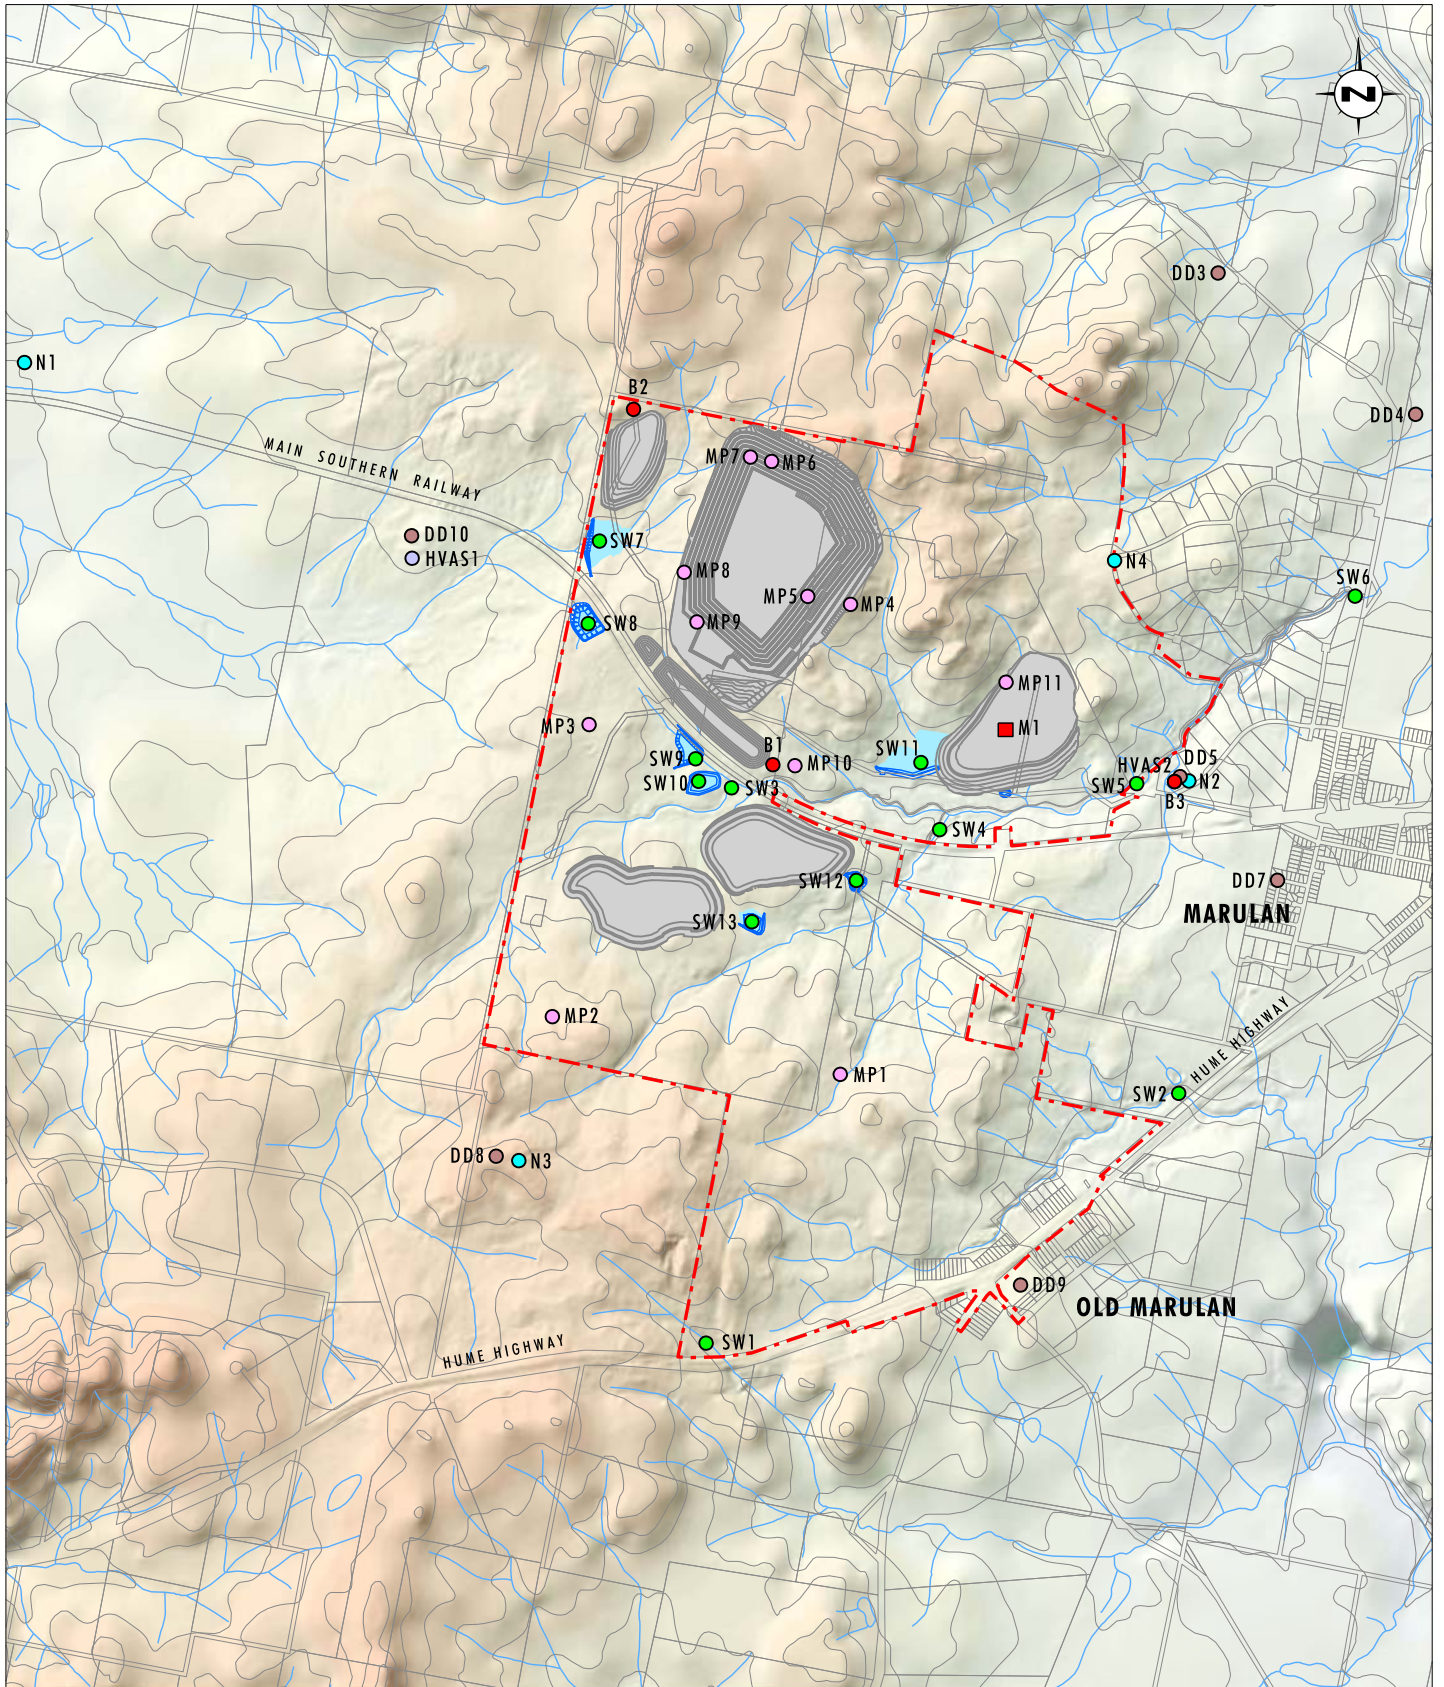 N
DD3
N1
B2
DD4
MAIN SOUTHERN RAILWAY
MP7
MP6
DD10
HVAS1
SW7
N4
MP8
SW6
MP5
MP4
SW8
MP9
MP11
MP3
M1
SW9
B1
MP10
SW11
HVAS2
DD5
SW10
SW3
SW5
N2
B3
SW4
SW12
DD7
MARULAN
SW13
MP2
HUME HIGHWAY
MP1
SW2
DD8
N3
DD9
OLD MARULAN
SW1
HUME HIGHWAY